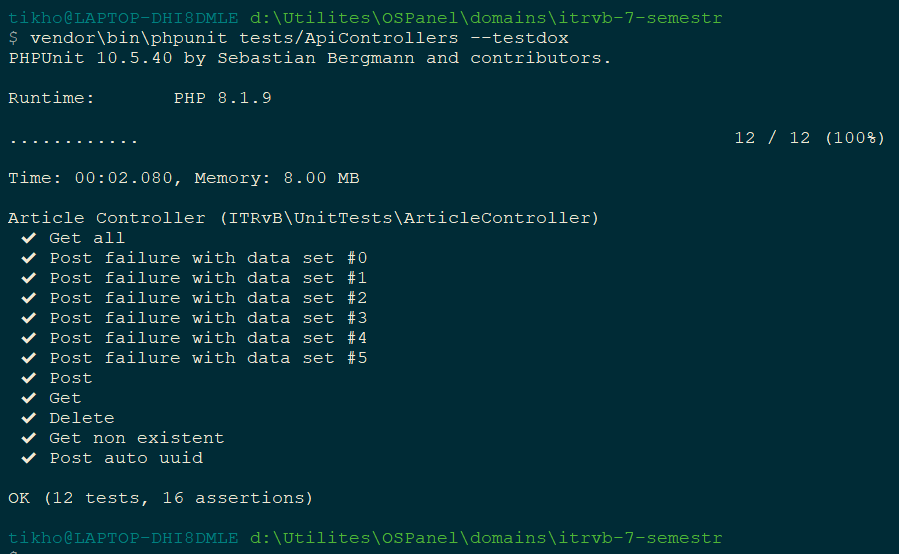 tikho@LAPTOP-DHI8DMLE d:\Utilites\OSPanel\domains\itrvb-7-semestr
$ vendor\bin\phpunit tests/ApiControllers --testdox
PHPUnit 10.5.40 by Sebastian Bergmann and contributors.
Runtime:       PHP 8.1.9
............                                                      12 / 12 (100%)
Time: 00:02.080, Memory: 8.00 MB
Article Controller (ITRvB\UnitTests\ArticleController)
✔ Get all
✔ Post failure with data set #0
✔ Post failure with data set #1
✔ Post failure with data set #2
✔ Post failure with data set #3
✔ Post failure with data set #4
✔ Post failure with data set #5
✔ Post
✔ Get
✔ Delete
✔ Get non existent
✔ Post auto uuid
OK (12 tests, 16 assertions)
tikho@LAPTOP-DHI8DMLE d:\Utilites\OSPanel\domains\itrvb-7-semestr